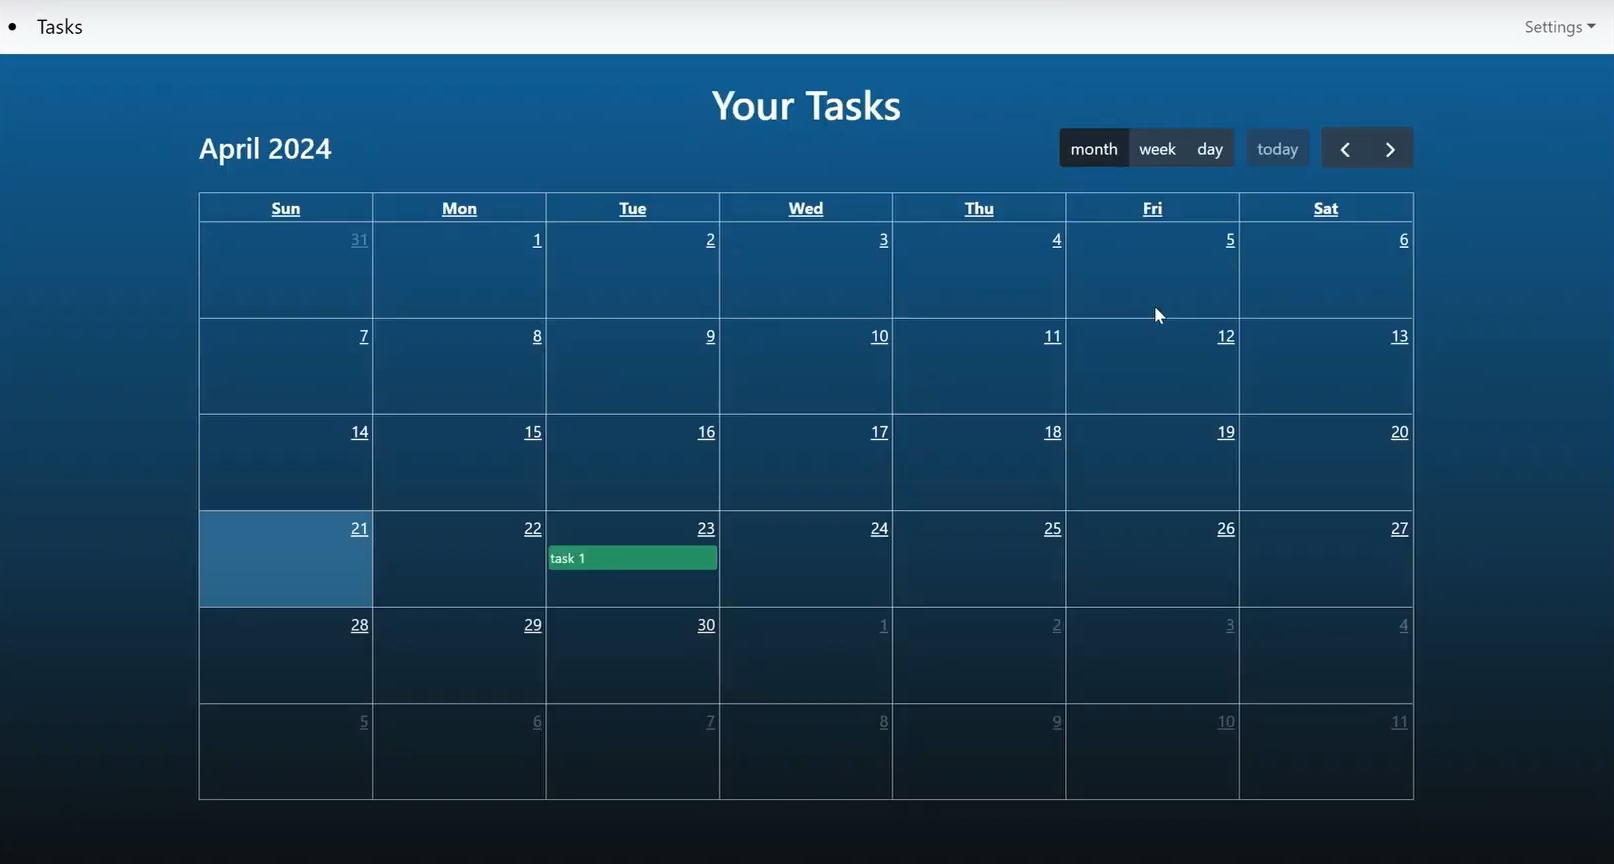 • Tasks Settings
Your Tasks
April 2024 month week day today
Sun Mon Tue Wed Thu Fri Sat
31 1 2 3 4 5 6
7 8 9 10 11 12 13
14 15 16 17 18 19 20
21 22 23 24 25 26 27
task 1
28 29 30 1 2 3 4
5 6 7 8 9 10 11